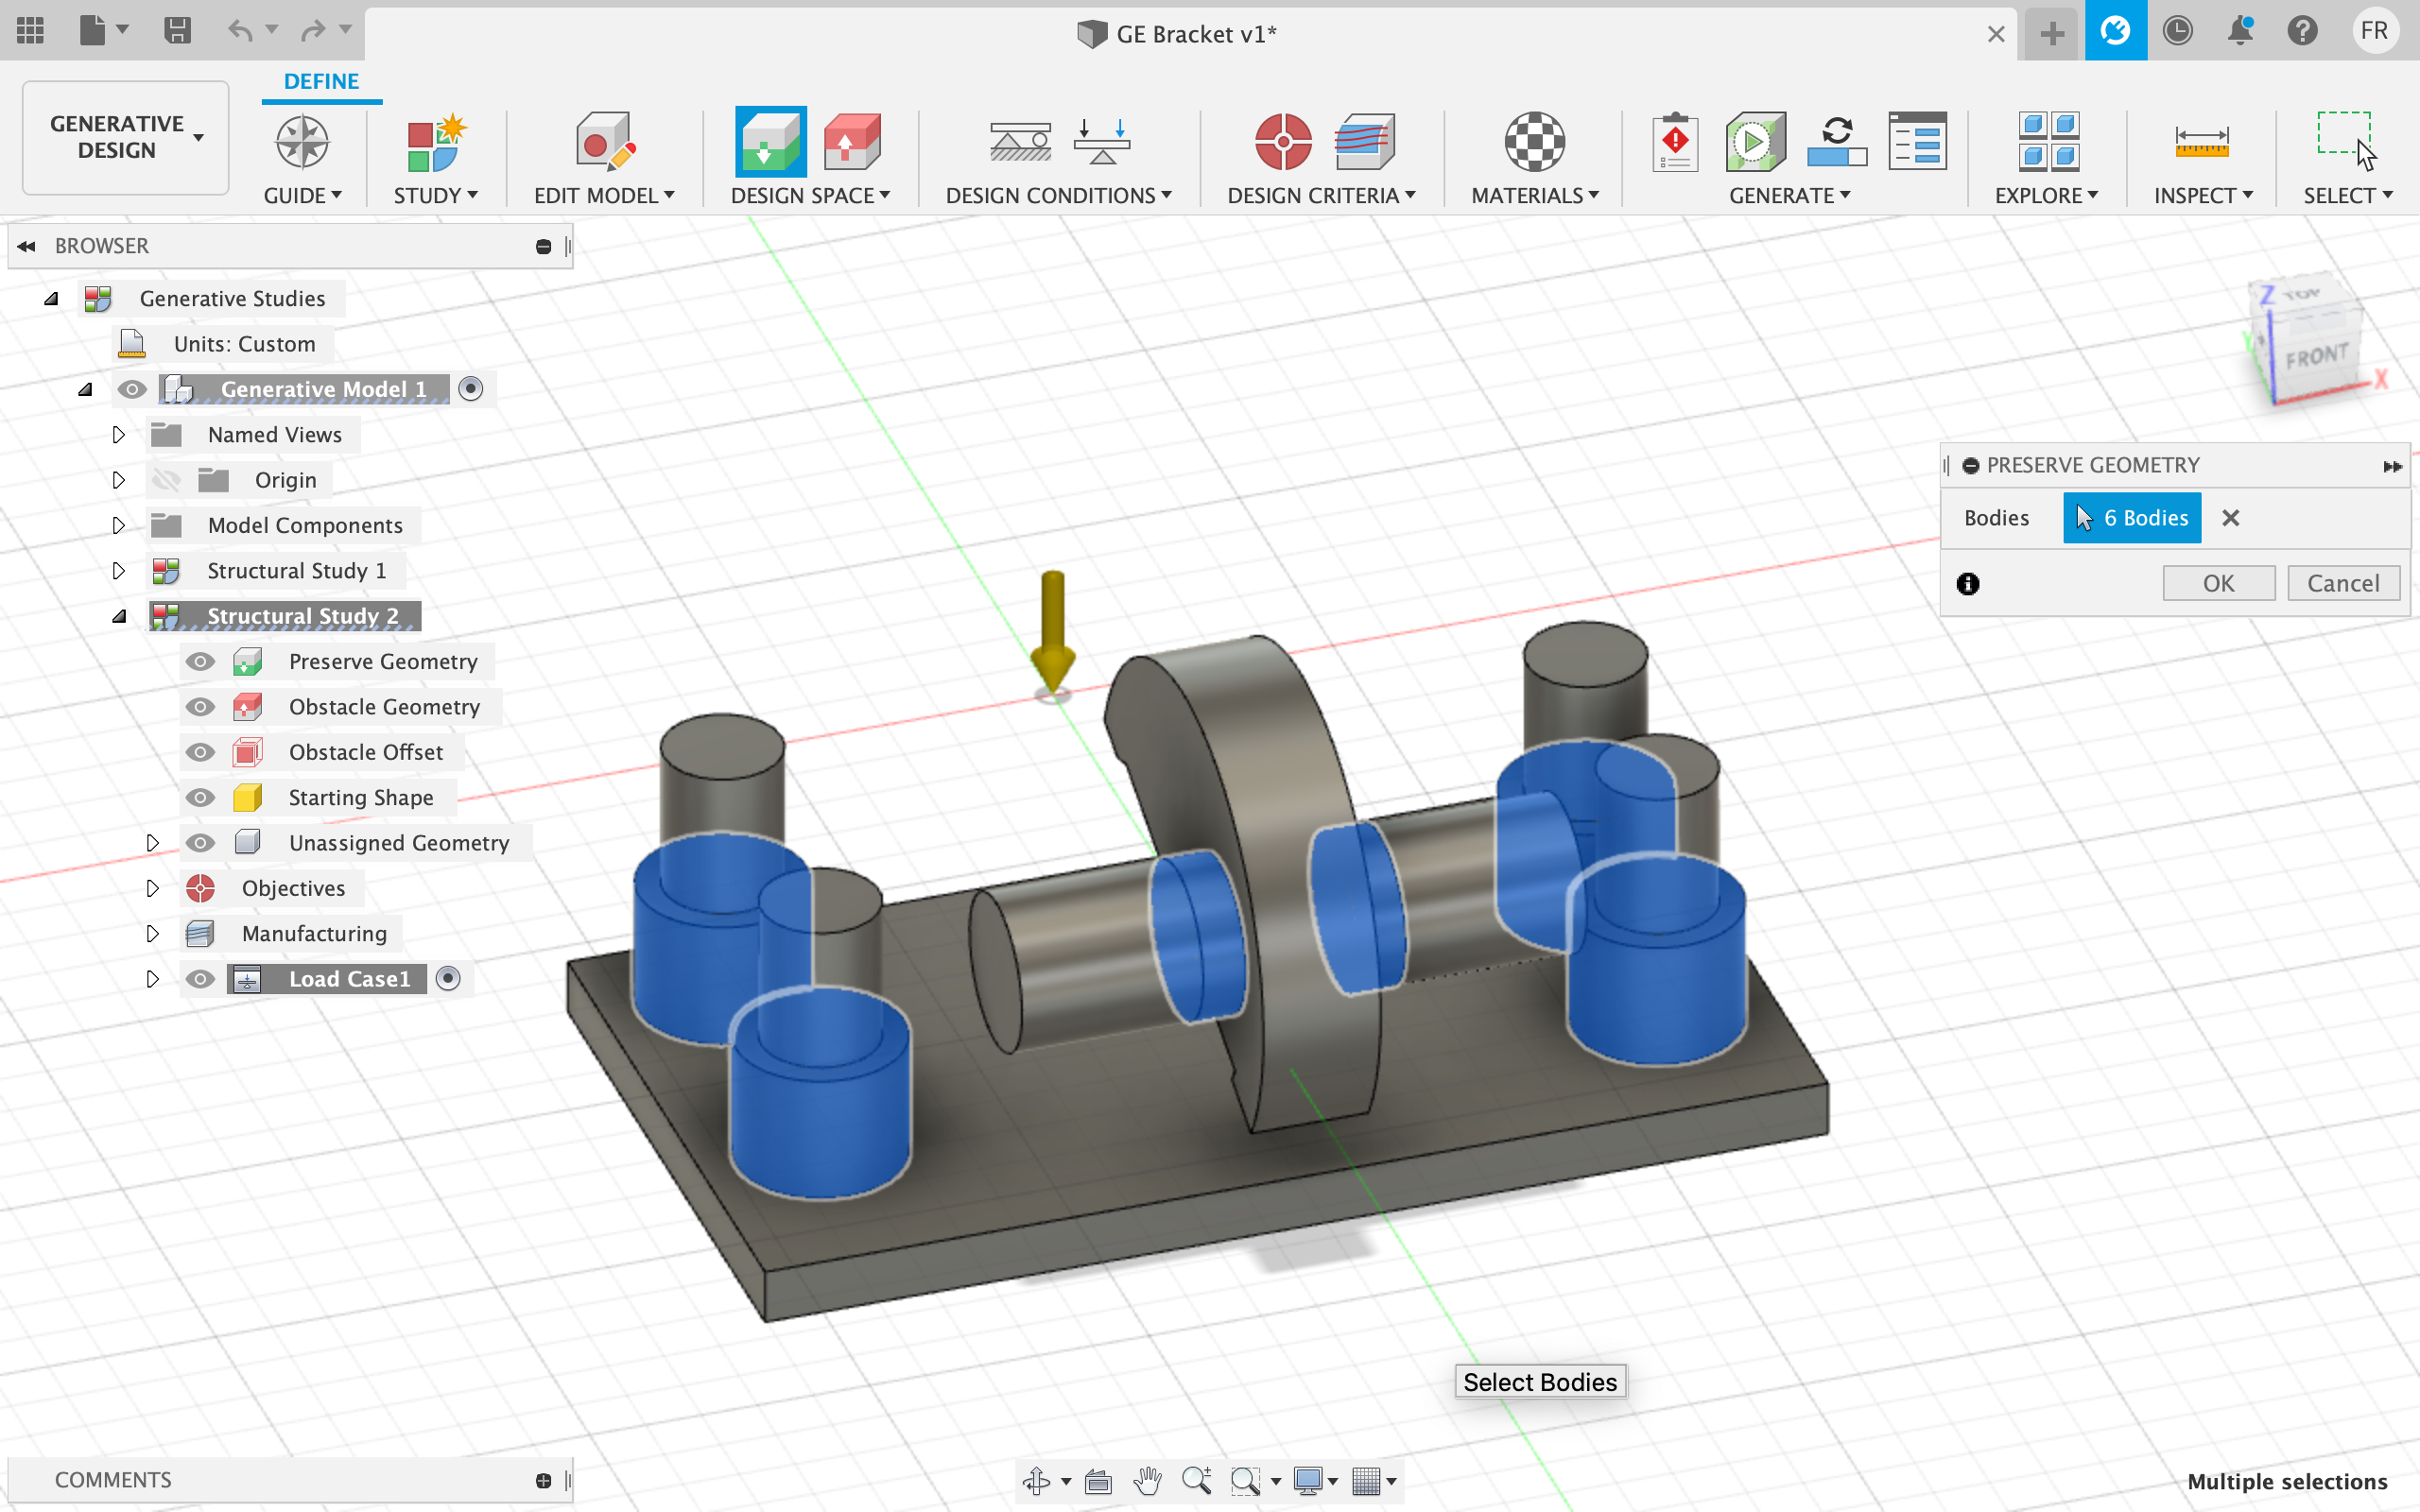 GE Bracket v1*
FR
DEFINE
GENERATIVE
DESIGN
GUIDE
STUDY
EDIT MODEL
DESIGN SPACE
DESIGN CONDITIONS
DESIGN CRITERIA
MATERIALS
GENERATE
EXPLORE
INSPECT
SELECT
BROWSER
Generative Studies
Units: Custom
Generative Model 1
Named Views
Origin
Model Components
Structural Study 1
Structural Study 2
Preserve Geometry
Obstacle Geometry
Obstacle Offset
Starting Shape
Unassigned Geometry
Objectives
Manufacturing
Load Case1
Z
TOP
Y
FRONT
X
PRESERVE GEOMETRY
Bodies
6 Bodies
OK
Cancel
Select Bodies
COMMENTS
Multiple selections